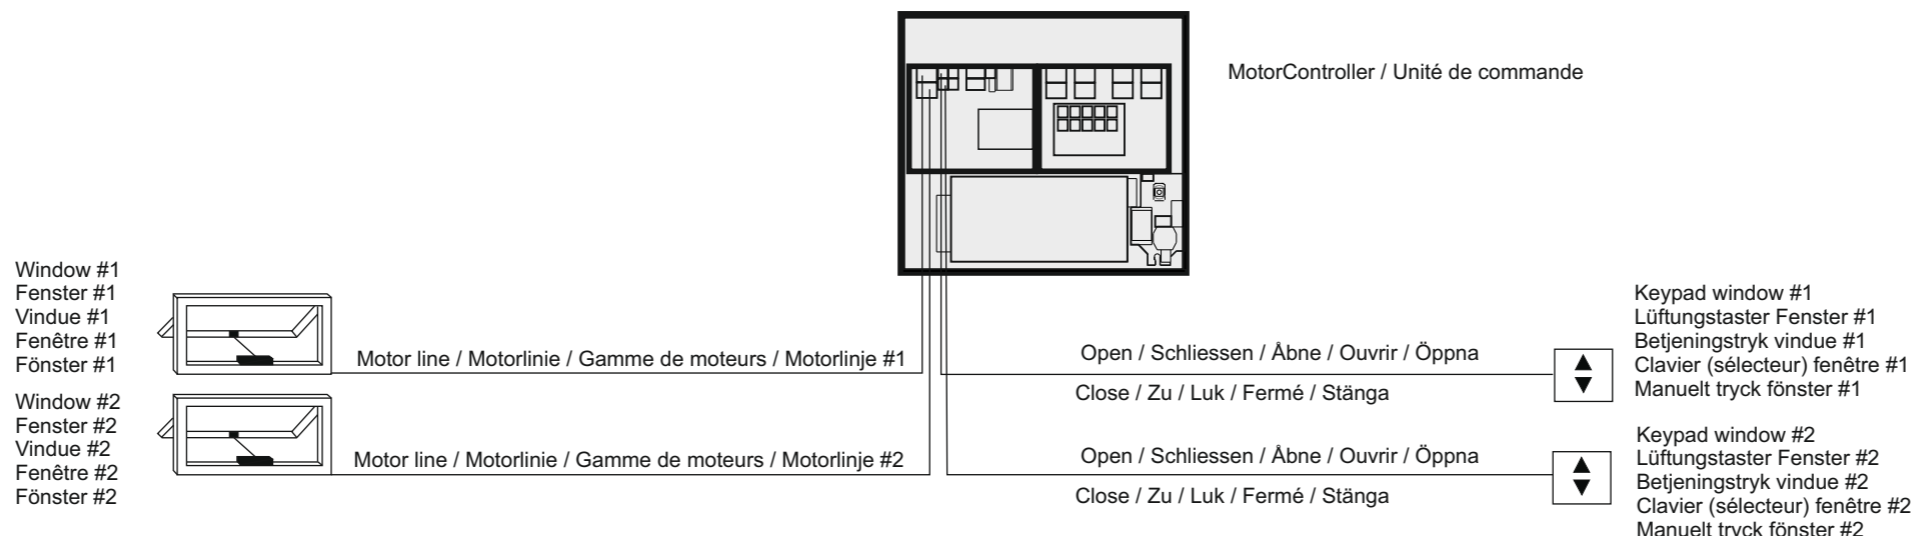 MotorController / Unité de commande
Window #1
Fenster #1
Vindue #1
Fenêtre #1
Fönster #1
Motor line / Motorlinie / Gamme de moteurs / Motorlinje #1
Open / Schliessen / Åbne / Ouvrir / Öppna
Close / Zu / Luk / Fermé / Stänga
Keypad window #1
Lüftungstaster Fenster #1
Betjeningstryk vindue #1
Clavier (sélecteur) fenêtre #1
Manuelt tryck fönster #1
Window #2
Fenster #2
Vindue #2
Fenêtre #2
Fönster #2
Motor line / Motorlinie / Gamme de moteurs / Motorlinje #2
Open / Schliessen / Åbne / Ouvrir / Öppna
Close / Zu / Luk / Fermé / Stänga
Keypad window #2
Lüftungstaster Fenster #2
Betjeningstryk vindue #2
Clavier (sélecteur) fenêtre #2
Manuelt tryck fönster #2